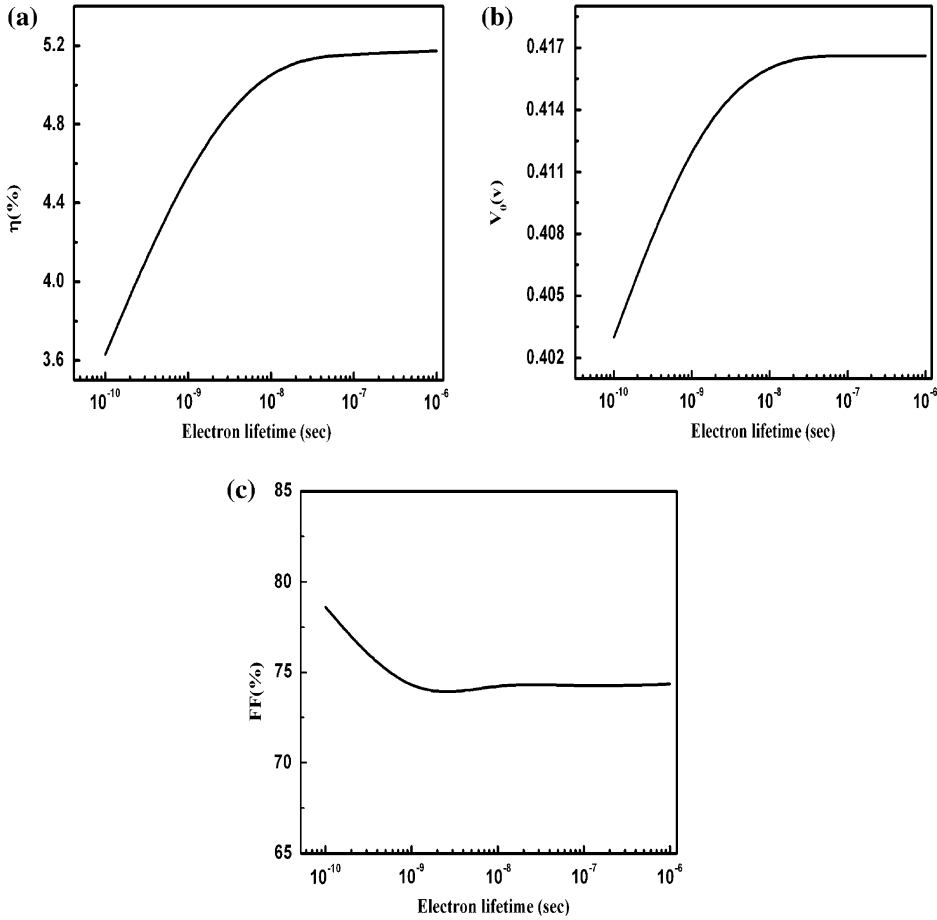 (a)
η(%)
5.2
4.8
4.4
4.0
3.6
10⁻¹⁰ 10⁻⁹ 10⁻⁸ 10⁻⁷ 10⁻⁶
Electron lifetime (sec)
(b)
V₀(v)
0.417
0.414
0.411
0.408
0.405
0.402
10⁻¹⁰ 10⁻⁹ 10⁻⁸ 10⁻⁷ 10⁻⁶
Electron lifetime (sec)
(c)
FF(%)
85
80
75
70
65
10⁻¹⁰ 10⁻⁹ 10⁻⁸ 10⁻⁷ 10⁻⁶
Electron lifetime (sec)